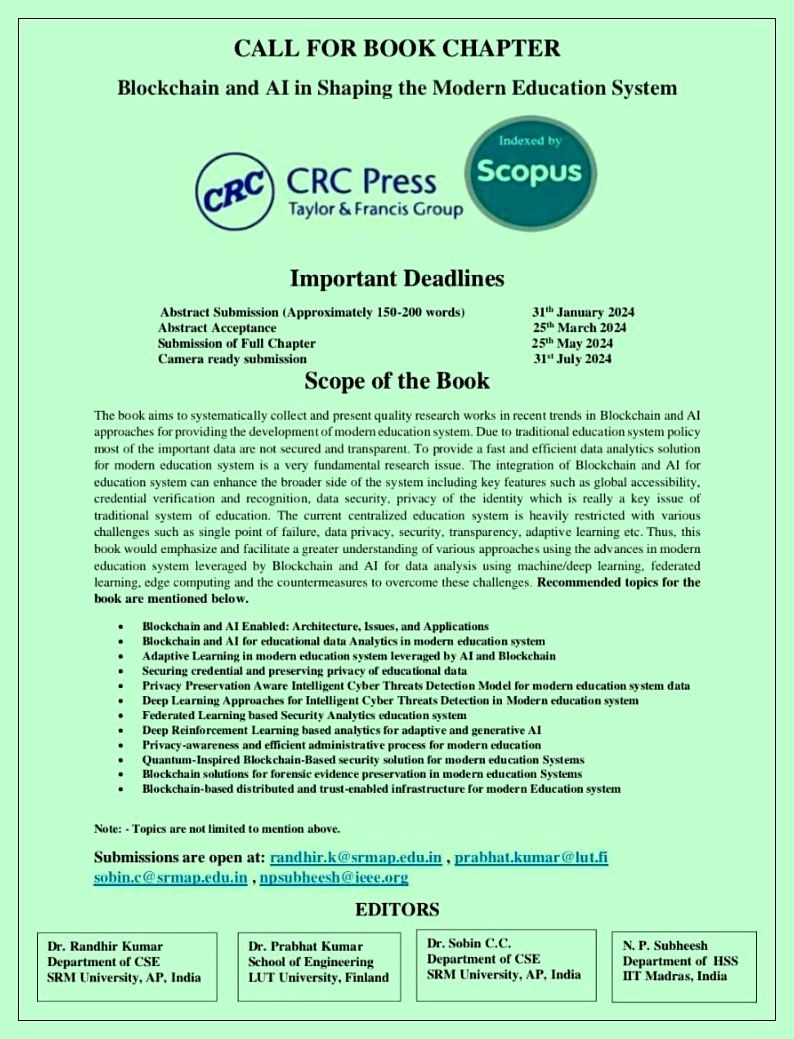 CALL FOR BOOK CHAPTER
Blockchain and AI in Shaping the Modern Education System
Indexed by
Scopus
CRC
CRC Press
Taylor & Francis Group
Important Deadlines
Abstract Submission (Approximately 150-200 words) 31th January 2024
Abstract Acceptance 25th March 2024
Submission of Full Chapter 25th May 2024
Camera ready submission 31st July 2024
Scope of the Book
The book aims to systematically collect and present quality research works in recent trends in Blockchain and AI
approaches for providing the development of modern education system. Due to traditional education system policy
most of the important data are not secured and transparent. To provide a fast and efficient data analytics solution
for modern education system is a very fundamental research issue. The integration of Blockchain and AI for
education system can enhance the broader side of the system including key features such as global accessibility,
credential verification and recognition, data security, privacy of the identity which is really a key issue of
traditional system of education. The current centralized education system is heavily restricted with various
challenges such as single point of failure, data privacy, security, transparency, adaptive learning etc. Thus, this
book would emphasize and facilitate a greater understanding of various approaches using the advances in modern
education system leveraged by Blockchain and AI for data analysis using machine/deep learning, federated
learning, edge computing and the countermeasures to overcome these challenges. Recommended topics for the
book are mentioned below.
• Blockchain and AI Enabled: Architecture, Issues, and Applications
• Blockchain and AI for educational data Analytics in modern education system
• Adaptive Learning in modern education system leveraged by AI and Blockchain
• Securing credential and preserving privacy of educational data
• Privacy Preservation Aware Intelligent Cyber Threats Detection Model for modern education system data
• Deep Learning Approaches for Intelligent Cyber Threats Detection in Modern education system
• Federated Learning based Security Analytics education system
• Deep Reinforcement Learning based analytics for adaptive and generative AI
• Privacy-awareness and efficient administrative process for modern education
• Quantum-Inspired Blockchain-Based security solution for modern education Systems
• Blockchain solutions for forensic evidence preservation in modern education Systems
• Blockchain-based distributed and trust-enabled infrastructure for modern Education system
Note: - Topics are not limited to mention above.
Submissions are open at: randhir.k@srmap.edu.in , prabhat.kumar@lut.fi
sobin.c@srmap.edu.in , npsubheesh@ieee.org
EDITORS
Dr. Randhir Kumar
Department of CSE
SRM University, AP, India
Dr. Prabhat Kumar
School of Engineering
LUT University, Finland
Dr. Sobin C.C.
Department of CSE
SRM University, AP, India
N. P. Subheesh
Department of HSS
IIT Madras, India